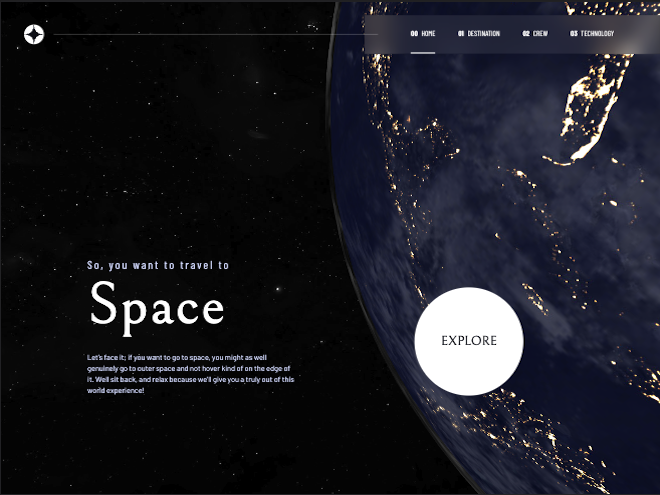 00 HOME
01 DESTINATION
02 CREW
03 TECHNOLOGY
So, you want to travel to
Space
Let's face it; if you want to go to space, you might as well
genuinely go to outer space and not hover kind of on the edge of
it. Well sit back, and relax because we'll give you a truly out of this
world experience!
EXPLORE